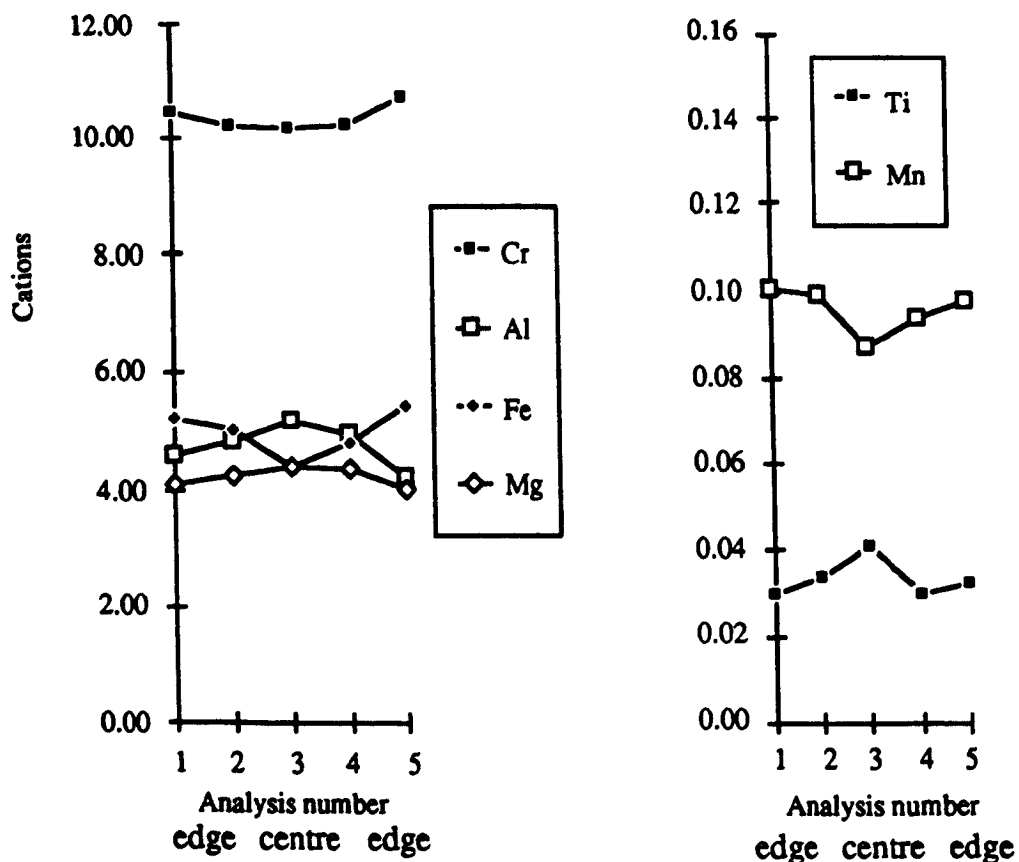 12.00
10.00
8.00
6.00
4.00
2.00
0.00
Cations
Cr
Al
Fe
Mg
1 2 3 4 5
Analysis number
edge centre edge
0.16
0.14
0.12
0.10
0.08
0.06
0.04
0.02
0.00
Ti
Mn
1 2 3 4 5
Analysis number
edge centre edge